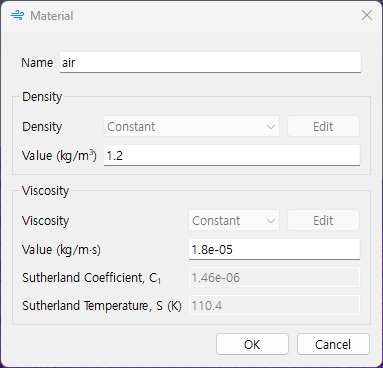 Material
Name air
Density
Density Constant Edit
Value (kg/m³) 1.2
Viscosity
Viscosity Constant Edit
Value (kg/m·s) 1.8e-05
Sutherland Coefficient, C₁ 1.46e-06
Sutherland Temperature, S (K) 110.4
OK Cancel